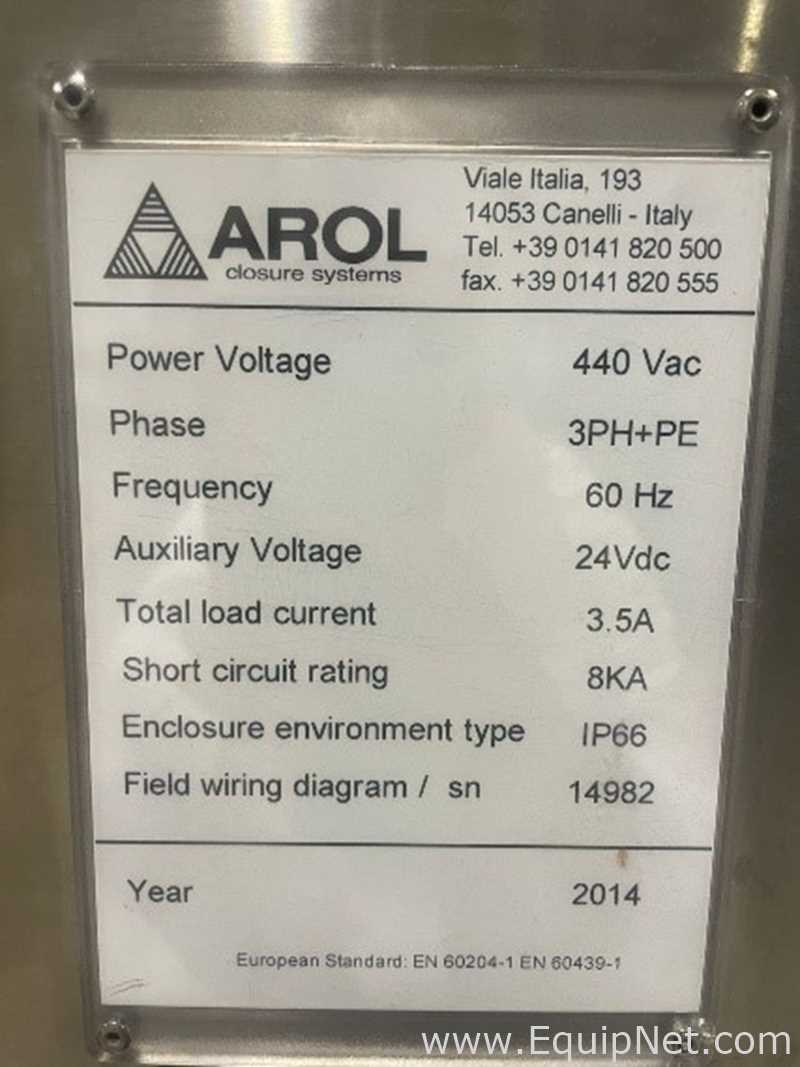 AROL
closure systems
Viale Italia, 193
14053 Canelli - Italy
Tel. +39 0141 820 500
fax. +39 0141 820 555
Power Voltage 440 Vac
Phase 3PH+PE
Frequency 60 Hz
Auxiliary Voltage 24Vdc
Total load current 3.5A
Short circuit rating 8KA
Enclosure environment type IP66
Field wiring diagram / sn 14982
Year 2014
European Standard: EN 60204-1 EN 60439-1
www.EquipNet.com